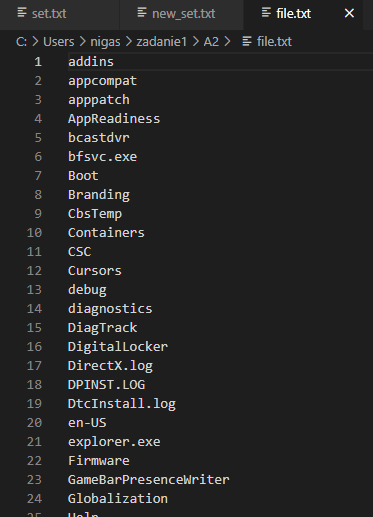 set.txt new_set.txt file.txt
C: > Users > nigas > zadanie1 > A2 > file.txt
1 addins
2 appcompat
3 apppatch
4 AppReadiness
5 bcastdvr
6 bfsvc.exe
7 Boot
8 Branding
9 CbsTemp
10 Containers
11 CSC
12 Cursors
13 debug
14 diagnostics
15 DiagTrack
16 DigitalLocker
17 DirectX.log
18 DPINST.LOG
19 DtcInstall.log
20 en-US
21 explorer.exe
22 Firmware
23 GameBarPresenceWriter
24 Globalization
25 Help